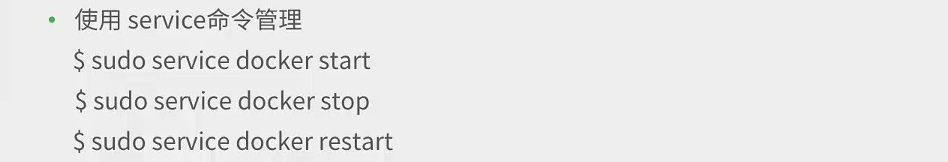 • 使用 service命令管理
$ sudo service docker start
$ sudo service docker stop
$ sudo service docker restart